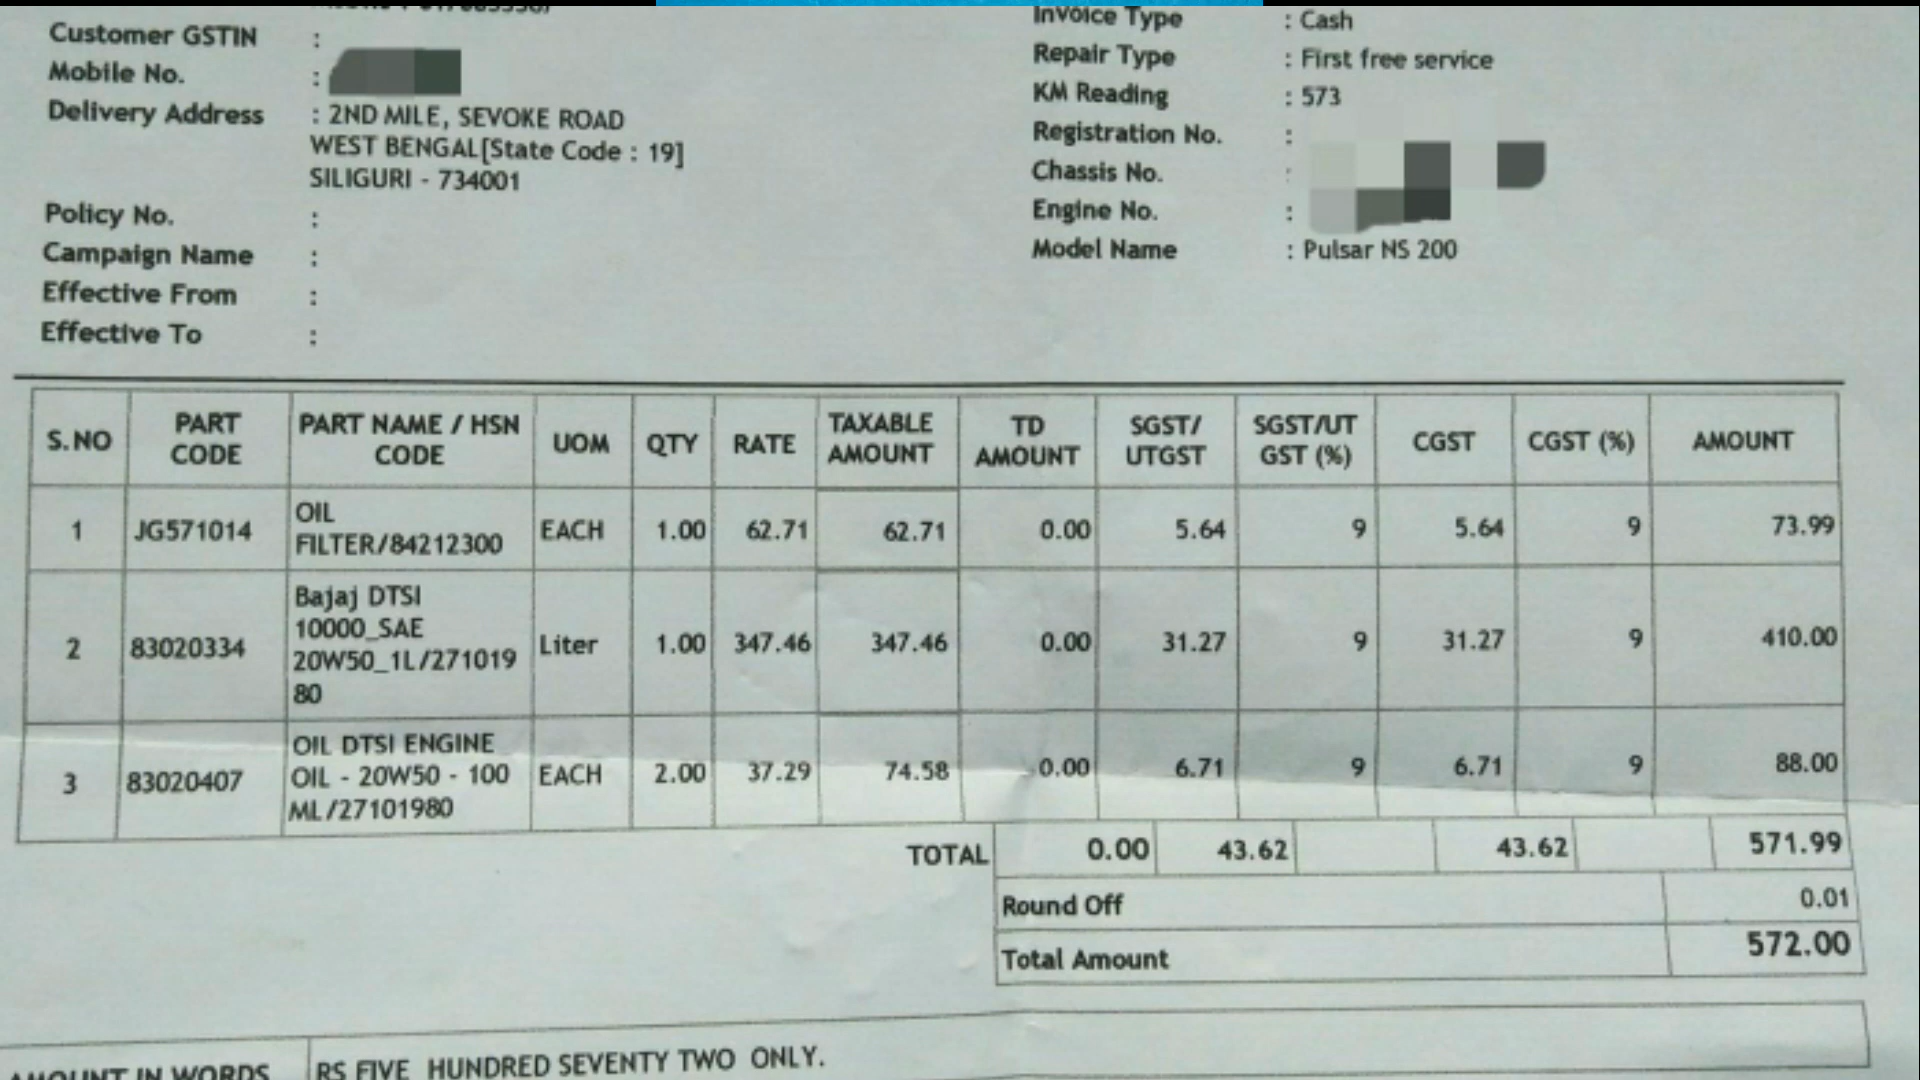 Customer GSTIN :
Mobile No. :
Delivery Address : 2ND MILE, SEVOKE ROAD
WEST BENGAL[State Code : 19]
SILIGURI - 734001
Policy No. :
Campaign Name :
Effective From :
Effective To :
Invoice Type : Cash
Repair Type : First free service
KM Reading : 573
Registration No. :
Chassis No. :
Engine No. :
Model Name : Pulsar NS 200
S.NO PART CODE PART NAME / HSN CODE UOM QTY RATE TAXABLE AMOUNT TD AMOUNT SGST/ UTGST SGST/UT GST (%) CGST CGST (%) AMOUNT
1 JG571014 OIL FILTER/84212300 EACH 1.00 62.71 62.71 0.00 5.64 9 5.64 9 73.99
2 83020334 Bajaj DTSI 10000_SAE 20W50_1L/27101980 Liter 1.00 347.46 347.46 0.00 31.27 9 31.27 9 410.00
3 83020407 OIL DTSI ENGINE OIL - 20W50 - 100 ML/27101980 EACH 2.00 37.29 74.58 0.00 6.71 9 6.71 9 88.00
TOTAL 0.00 43.62 43.62 571.99
Round Off 0.01
Total Amount 572.00
AMOUNT IN WORDS RS FIVE HUNDRED SEVENTY TWO ONLY.